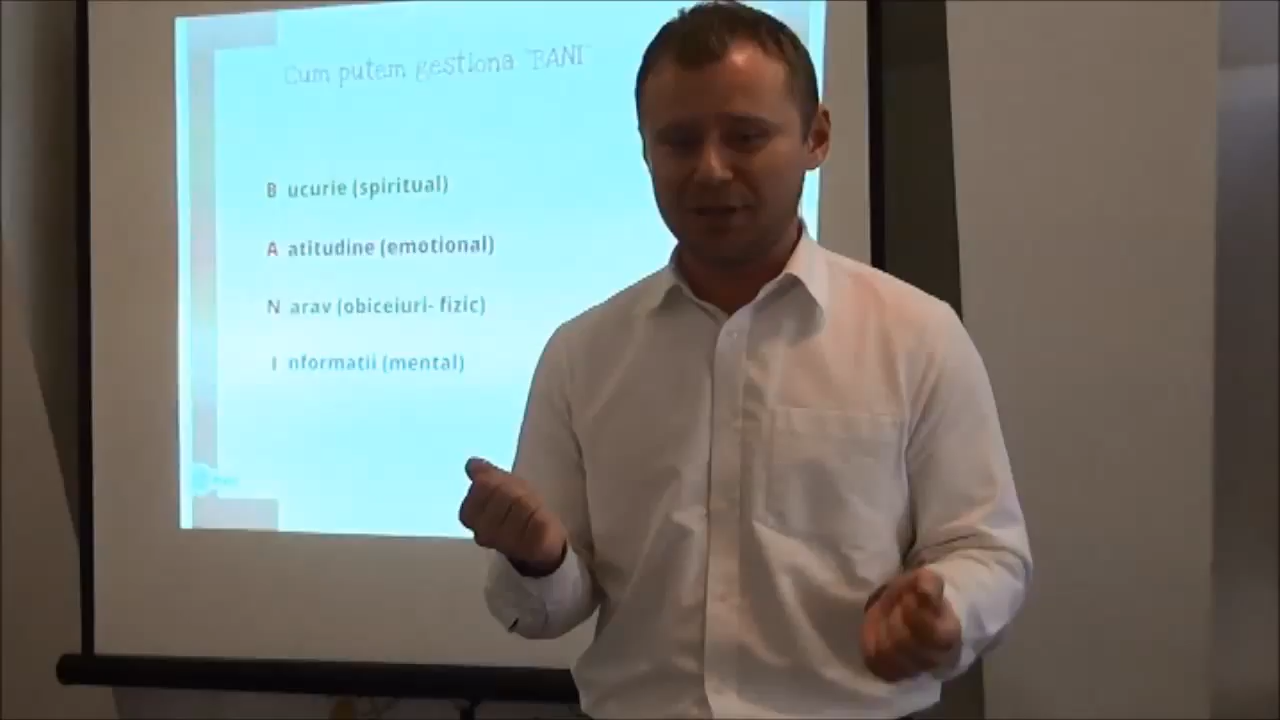 Cum putem gestiona "BANI"
B ucurie (spiritual)
A atitudine (emotional)
N arav (obiceiuri- fizic)
I nformatii (mental)